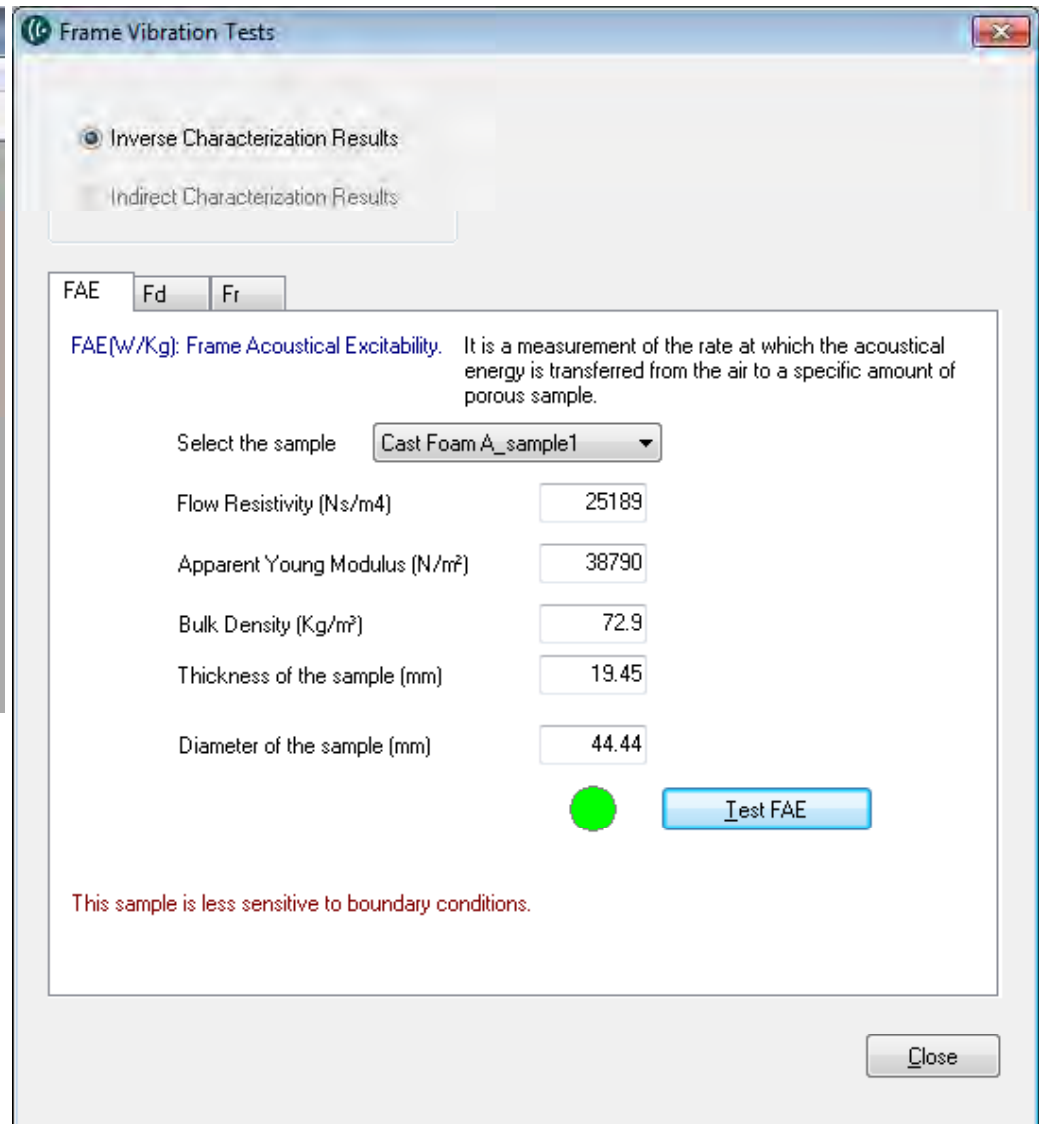 Frame Vibration Tests
Inverse Characterization Results
Indirect Characterization Results
FAE Fd Fr
FAE(W/Kg): Frame Acoustical Excitability. It is a measurement of the rate at which the acoustical
energy is transferred from the air to a specific amount of
porous sample.
Select the sample Cast Foam A_sample1
Flow Resistivity (Ns/m4) 25189
Apparent Young Modulus (N/m²) 38790
Bulk Density (Kg/m³) 72.9
Thickness of the sample (mm) 19.45
Diameter of the sample (mm) 44.44
Test FAE
This sample is less sensitive to boundary conditions.
Close